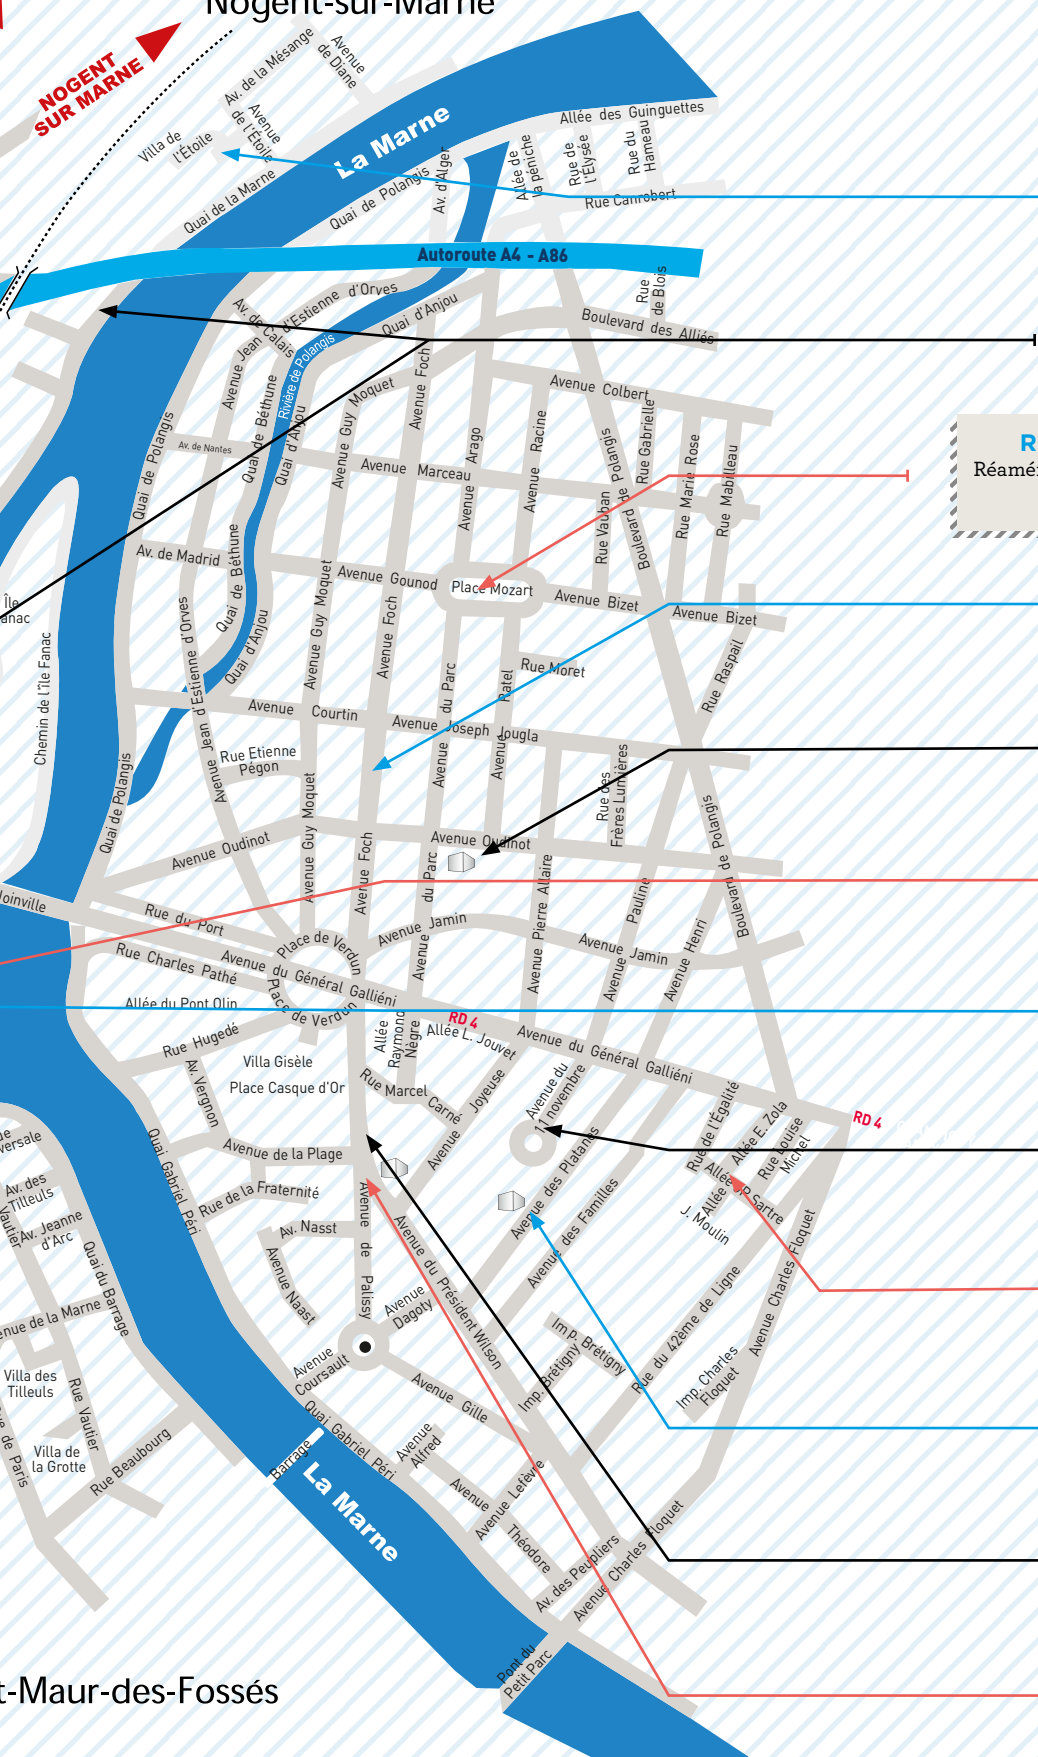 Nogent-sur-Marne
NOGENT
SUR MARNE
Av. de la Mésange
Avenue
de Diane
Avenue
de l'Étoile
Villa de
l'Étoile
La Marne
Quai de la Marne
Quai de Polangis
Av. d'Alger
Allée des Guinguettes
Allée de
la péniche
Rue de
l'Elysée
Rue du
Hameau
Rue Canrobert
Autoroute A4 - A86
Rue
de Blois
Boulevard des Alliés
Av. de Calais
Avenue Jean d'Estienne d'Orves
Quai d'Anjou
Rivière de Polangis
Quai de Béthune
Quai d'Anjou
Avenue Guy Moquet
Avenue Foch
Avenue Arago
Avenue Racine
Avenue Colbert
Rue Gabrielle
Boulevard de Polangis
Rue Marie Rose
Rue Mabilleau
Rue Vauban
Av. de Nantes
Avenue Marceau
Quai de Polangis
R
Réamé
Av. de Madrid
Quai de Béthune
Avenue Gounod
Place Mozart
Avenue Bizet
Avenue Bizet
Boulevard de Polangis
Île
anac
Chemin de l'île Fanac
Avenue Jean d'Estienne d'Orves
Quai d'Anjou
Avenue Guy Moquet
Avenue Foch
Avenue du Parc
Avenue Ratel
Rue Moret
Rue Raspail
Avenue Courtin
Avenue Joseph Jougla
Rue Etienne
Pégon
Quai de Polangis
Rue des
Frères Lumières
Avenue Guy Moquet
Avenue Oudinot
Avenue Oudinot
Avenue Foch
Avenue du Parc
Avenue Pierre Allaire
Avenue Pauline
Avenue Henri
Joinville
Rue du Port
Place de Verdun
Avenue Jamin
Avenue Jamin
Rue Charles Pathé
Avenue du Général Galliéni
Place de Verdun
Allée du Pont Olin
RD 4
Rue Hugedé
Allée
Raymond
Nègre
Allée L. Jouvet
Avenue du Général Galliéni
Villa Gisèle
Place Casque d'Or
Av. Vergnon
Rue Marcel
Carné
Avenue Joyeuse
Avenue du
11 novembre
Rue de l'Égalité
Allée E. Zola
Rue Louise
Michel
RD 4
Quai Gabriel Péri
Avenue de la Plage
Avenue des Platanes
Avenue des Familles
Allée J.P. Sartre
Allée
J. Moulin
Rue de la Fraternité
Av. Nasst
Avenue Naast
Avenue de Palissy
Avenue du Président Wilson
Avenue
Dagoty
Avenue Charles Floquet
Rue du 42ème de Ligne
Imp. Brétigny
Imp. Brétigny
Imp. Charles
Floquet
ue
versale
Av. des
Tilleuls
Vautier
Av. Jeanne
d'Arc
Quai du Barrage
enue de la Marne
Villa des
Tilleuls
Rue Vautier
ue de Paris
Villa de
la Grotte
Rue Beaubourg
Avenue
Coursault
Avenue Gille
Quai Gabriel Péri
Barrage
La Marne
Avenue
Alfred
Avenue Théodore
Avenue Lefèvre
Av. des Peupliers
Avenue Charles Floquet
Pont du
Petit Parc
t-Maur-des-Fossés